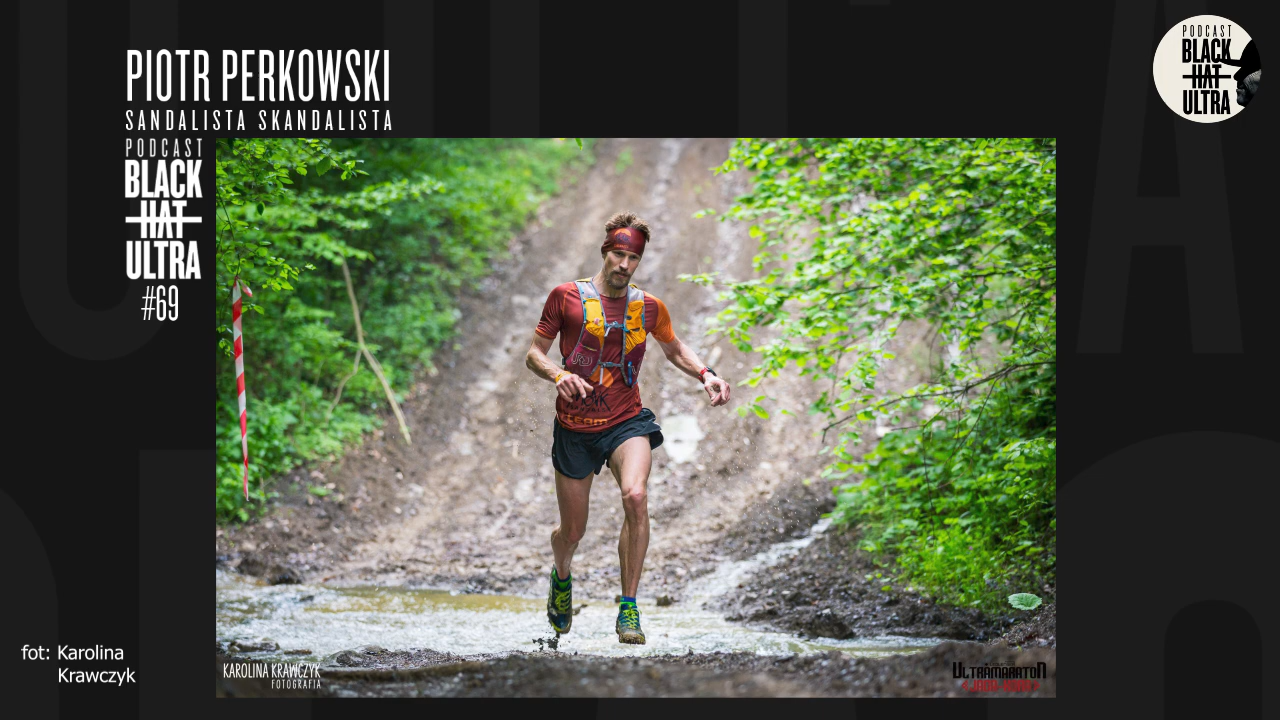 PIOTR PERKOWSKI
SANDALISTA SKANDALISTA
PODCAST
BLACK
HAT
ULTRA
#69
PODCAST
BLACK
HAT
ULTRA
TEAM
fot: Karolina
Krawczyk
KAROLINA KRAWCZYK
FOTOGRAFIA
ULTRAMARATON